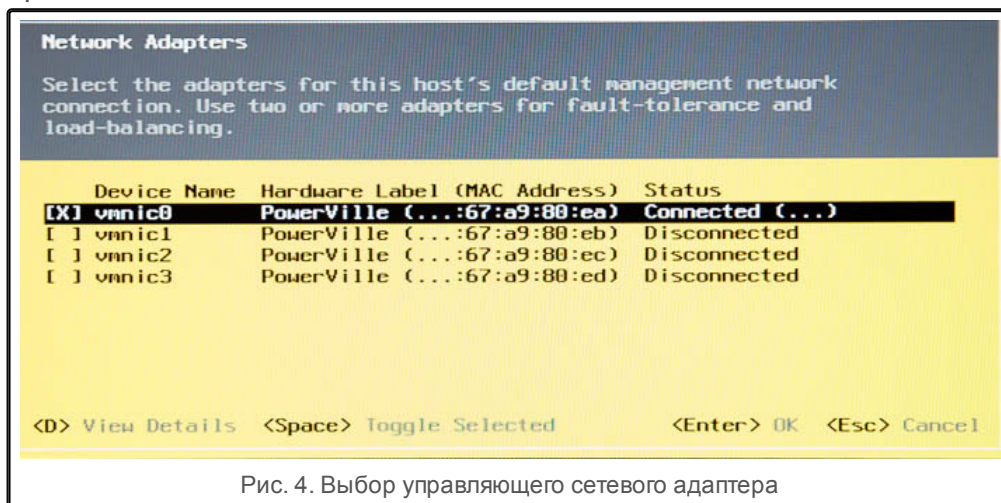 Network Adapters
Select the adapters for this host's default management network
connection. Use two or more adapters for fault-tolerance and
load-balancing.
Device Name Hardware Label (MAC Address) Status
[X] vmnic0 PowerVille (...:67:a9:80:ea) Connected (...)
[ ] vmnic1 PowerVille (...:67:a9:80:eb) Disconnected
[ ] vmnic2 PowerVille (...:67:a9:80:ec) Disconnected
[ ] vmnic3 PowerVille (...:67:a9:80:ed) Disconnected
<D> View Details <Space> Toggle Selected <Enter> OK <Esc> Cancel
Рис. 4. Выбор управляющего сетевого адаптера